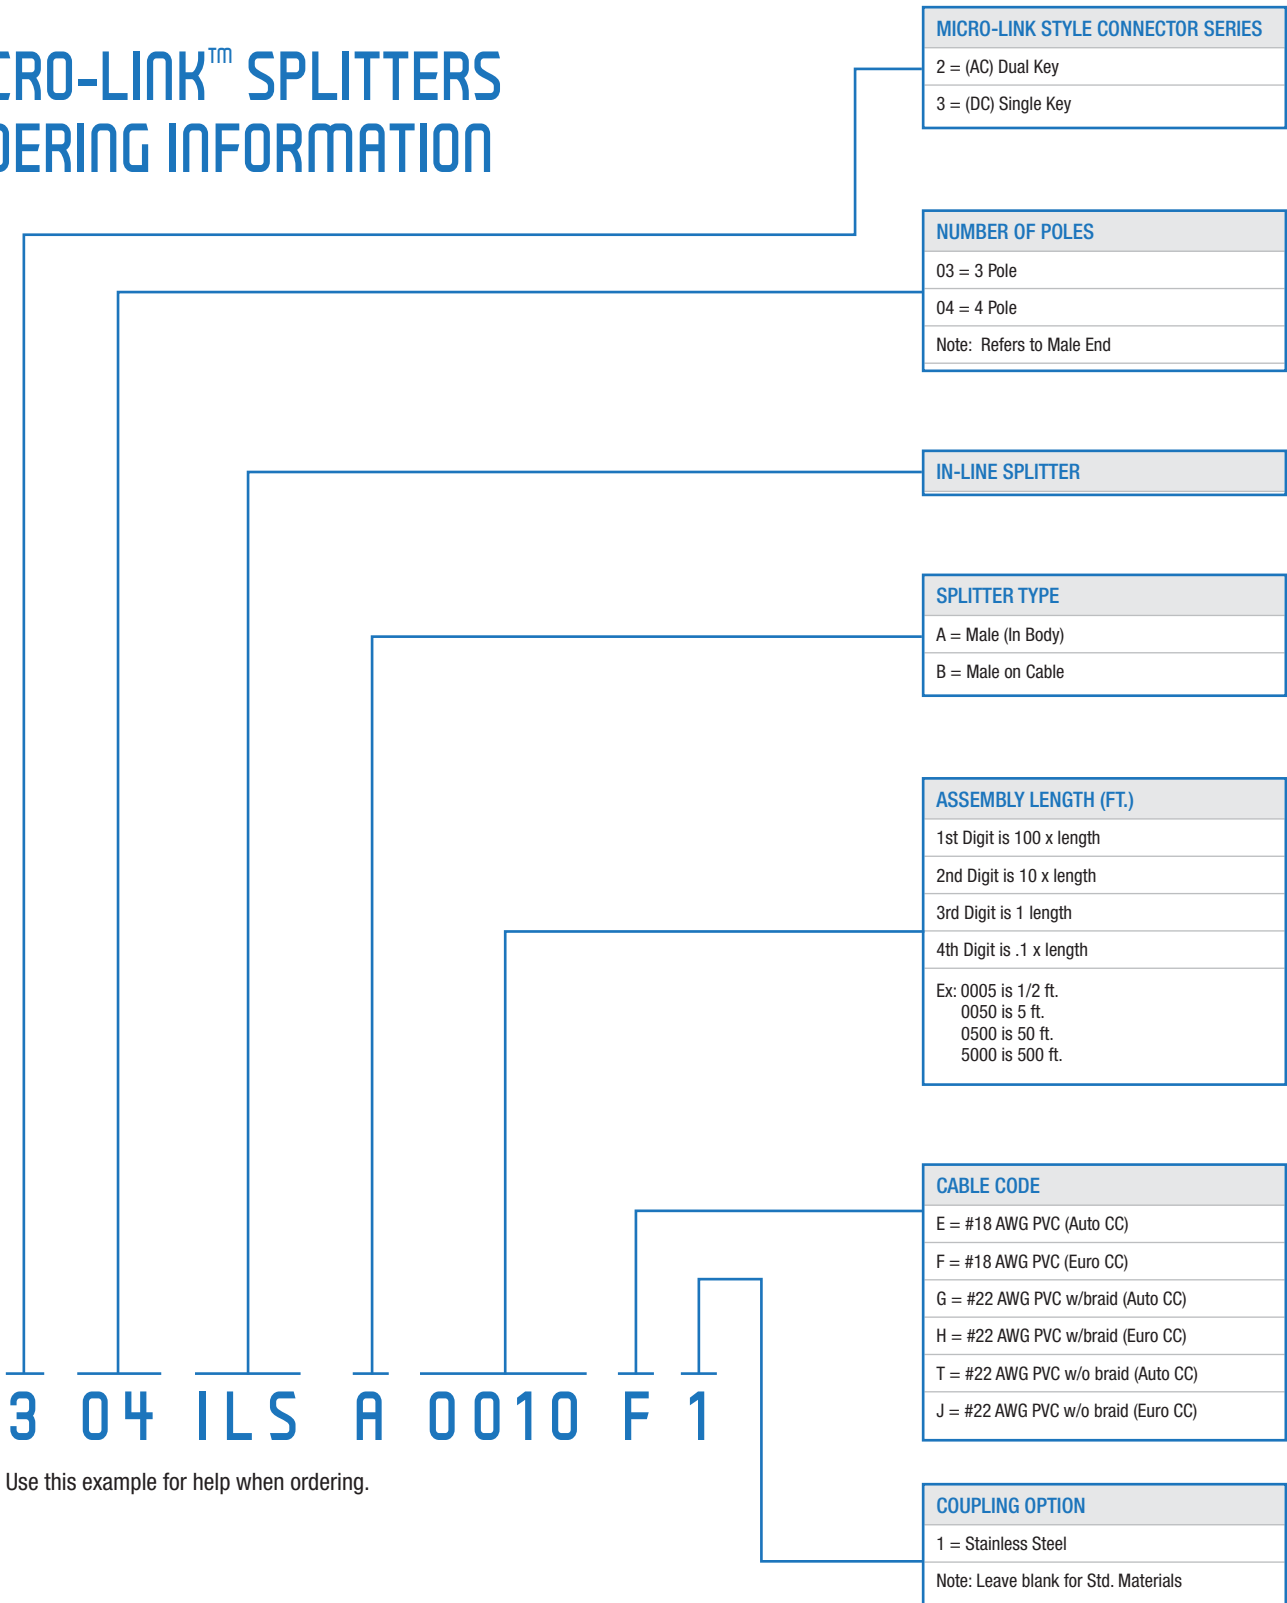 CRO-LINK™ SPLITTERS
DERING INFORMATION
MICRO-LINK STYLE CONNECTOR SERIES
2 = (AC) Dual Key
3 = (DC) Single Key
NUMBER OF POLES
03 = 3 Pole
04 = 4 Pole
Note: Refers to Male End
IN-LINE SPLITTER
SPLITTER TYPE
A = Male (In Body)
B = Male on Cable
ASSEMBLY LENGTH (FT.)
1st Digit is 100 x length
2nd Digit is 10 x length
3rd Digit is 1 length
4th Digit is .1 x length
Ex: 0005 is 1/2 ft.
0050 is 5 ft.
0500 is 50 ft.
5000 is 500 ft.
CABLE CODE
E = #18 AWG PVC (Auto CC)
F = #18 AWG PVC (Euro CC)
G = #22 AWG PVC w/braid (Auto CC)
H = #22 AWG PVC w/braid (Euro CC)
T = #22 AWG PVC w/o braid (Auto CC)
J = #22 AWG PVC w/o braid (Euro CC)
3 04 ILS A 0010 F 1
Use this example for help when ordering.
COUPLING OPTION
1 = Stainless Steel
Note: Leave blank for Std. Materials